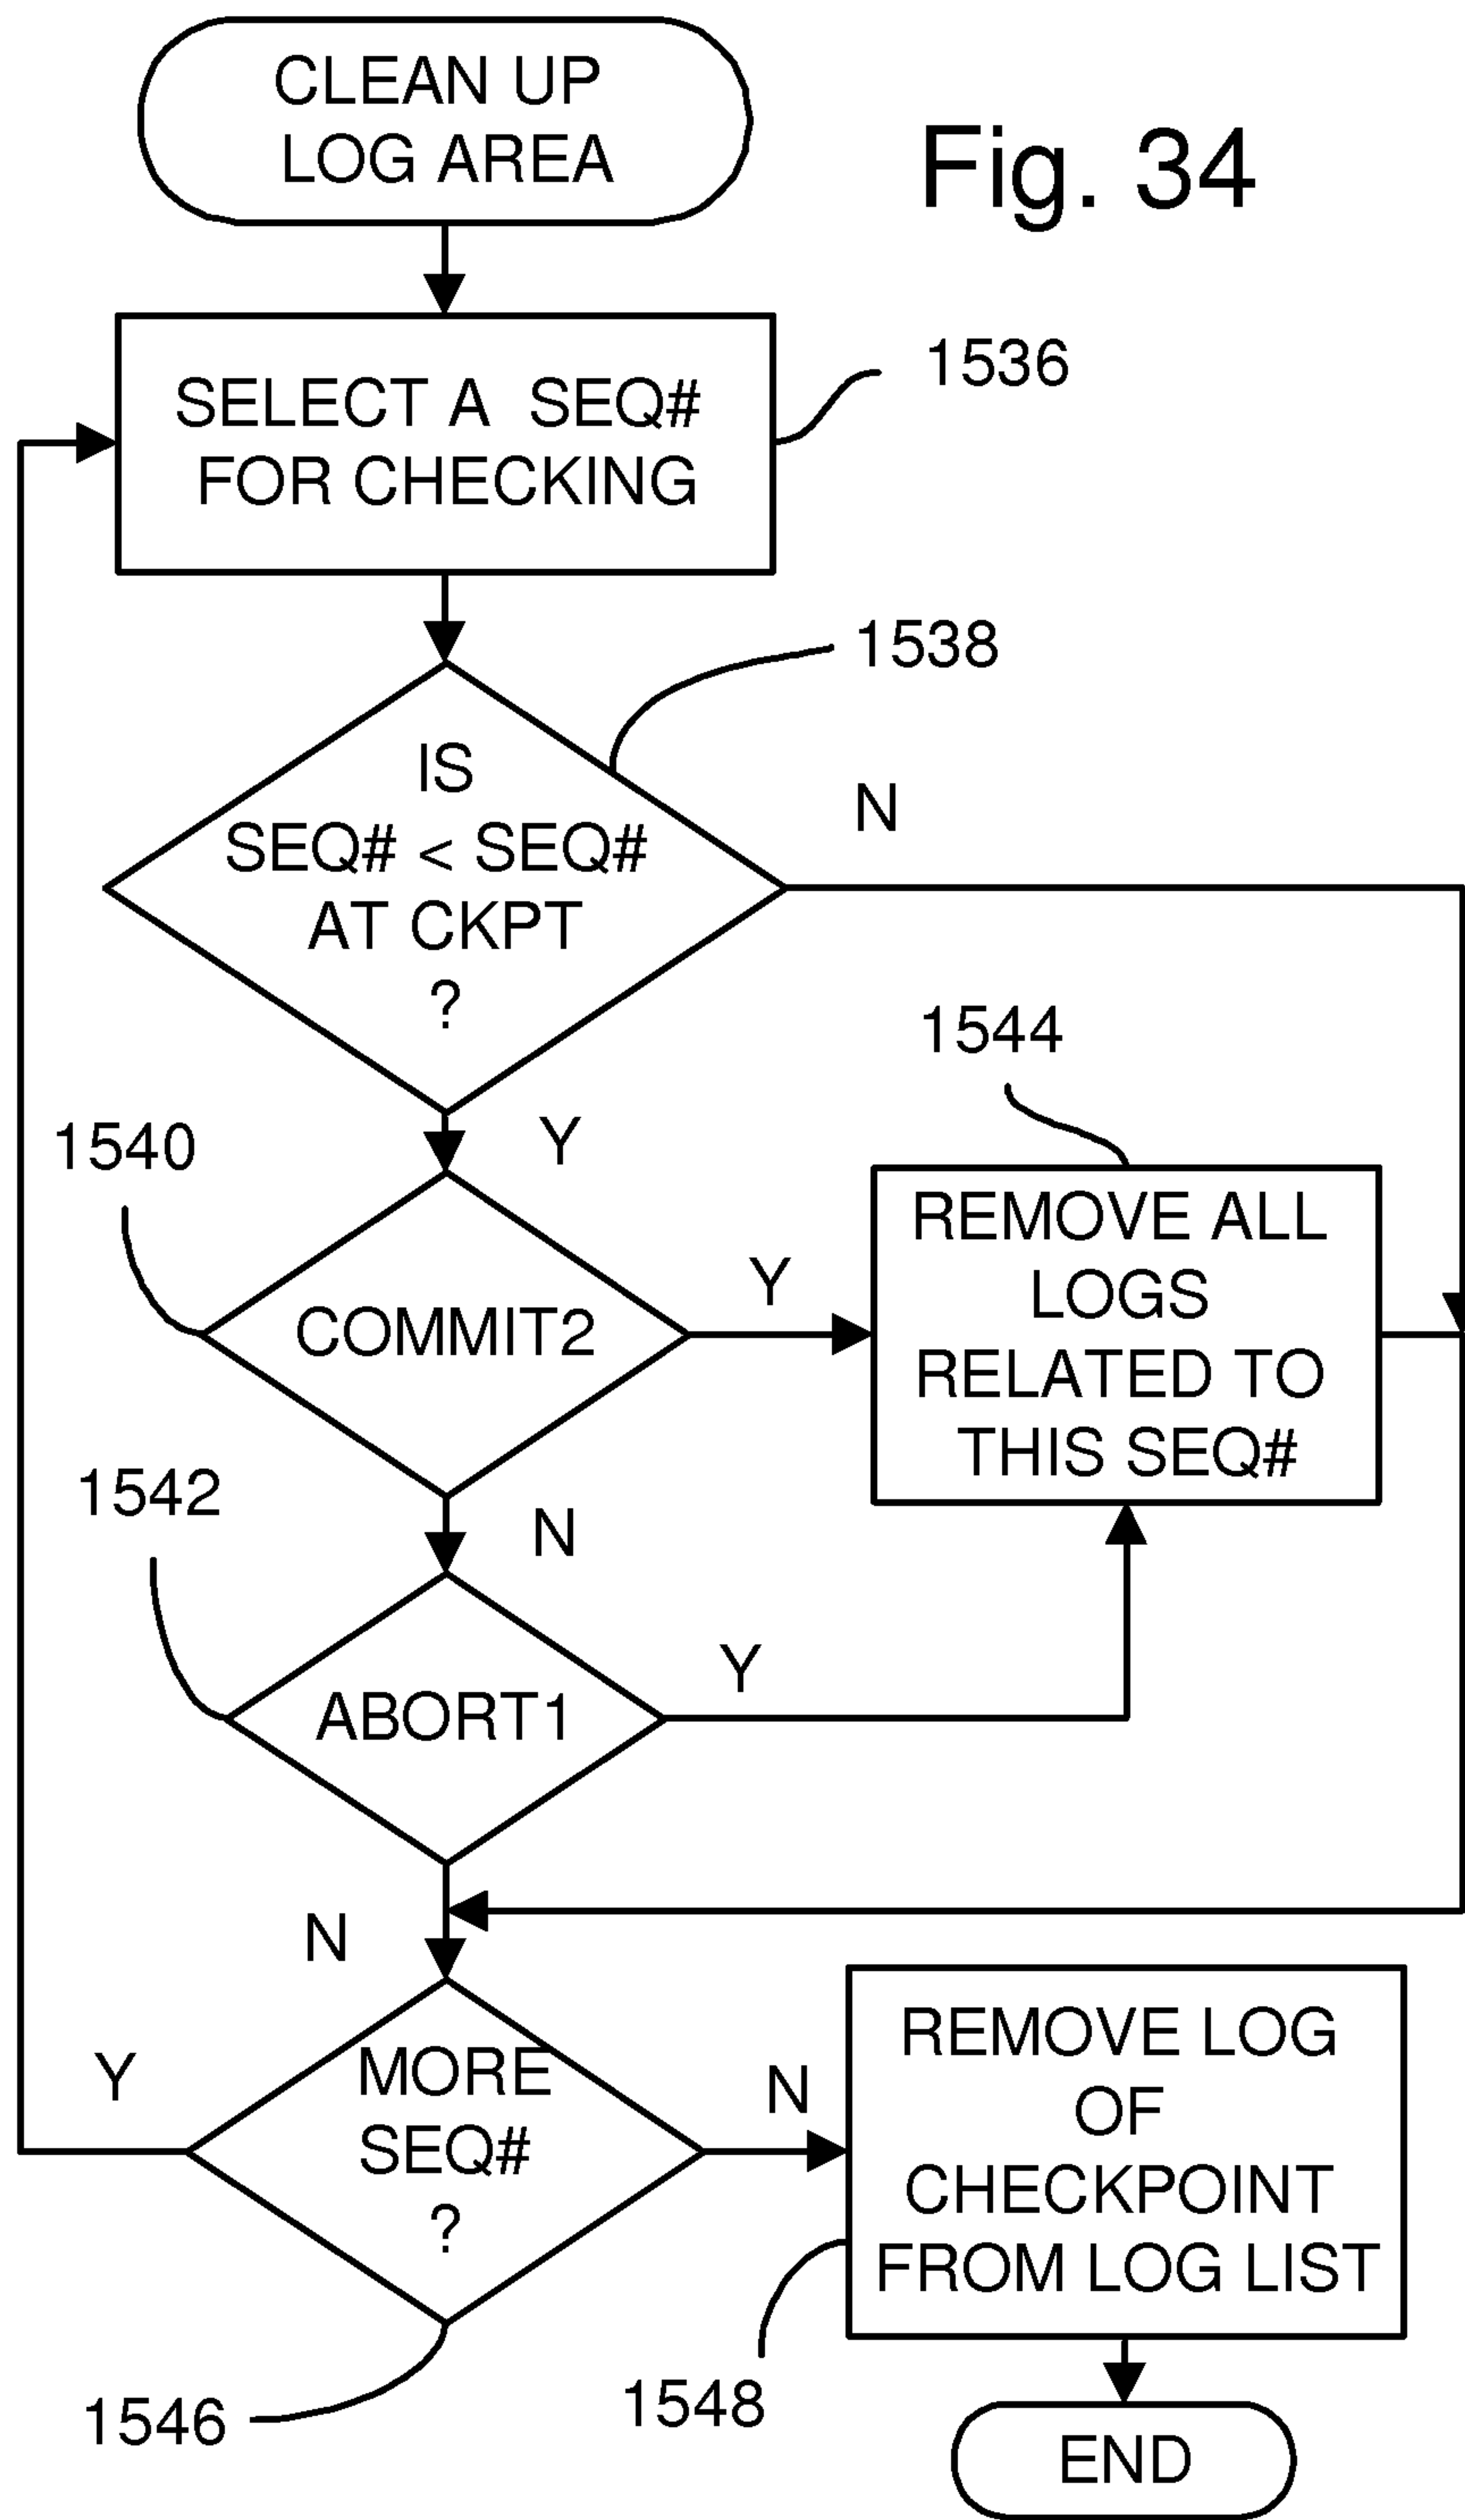 CLEAN UP
LOG AREA
Fig. 34
1536
SELECT A SEQ#
FOR CHECKING
1538
IS
SEQ# < SEQ#
AT CKPT
?
N
1544
1540
Y
REMOVE ALL
LOGS
RELATED TO
THIS SEQ#
Y
COMMIT2
1542
N
Y
ABORT1
N
MORE
SEQ#
?
Y
N
REMOVE LOG
OF
CHECKPOINT
FROM LOG LIST
1546
1548
END